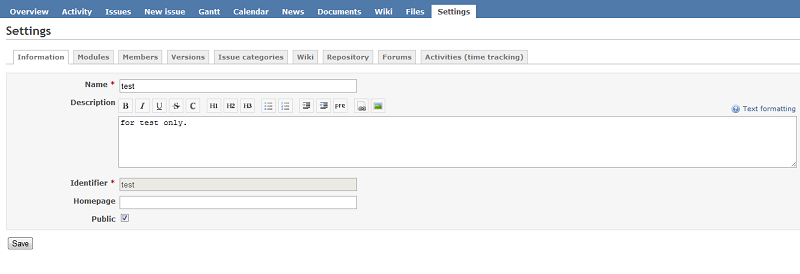 Overview Activity Issues New issue Gantt Calendar News Documents Wiki Files Settings
Settings
Information Modules Members Versions Issue categories Wiki Repository Forums Activities (time tracking)
Name * test
Description B I U S C H1 H2 H3 pre Text formatting
for test only.
Identifier * test
Homepage
Public
Save